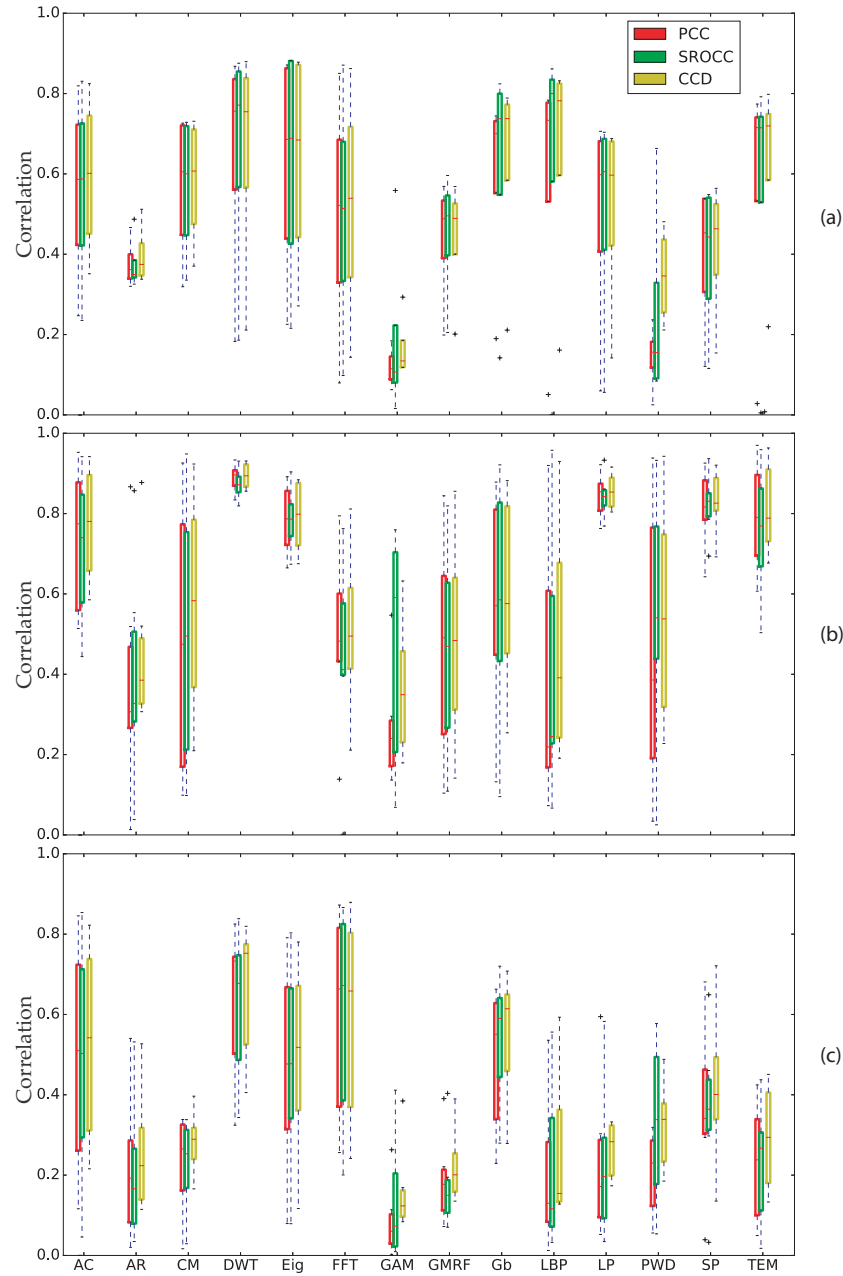 1.0
0.8
0.6
0.4
0.2
0.0
Correlation
PCC
SROCC
CCD
(a)
1.0
0.8
0.6
0.4
0.2
0.0
Correlation
(b)
1.0
0.8
0.6
0.4
0.2
0.0
Correlation
(c)
AC AR CM DWT Eig FFT GAM GMRF Gb LBP LP PWD SP TEM